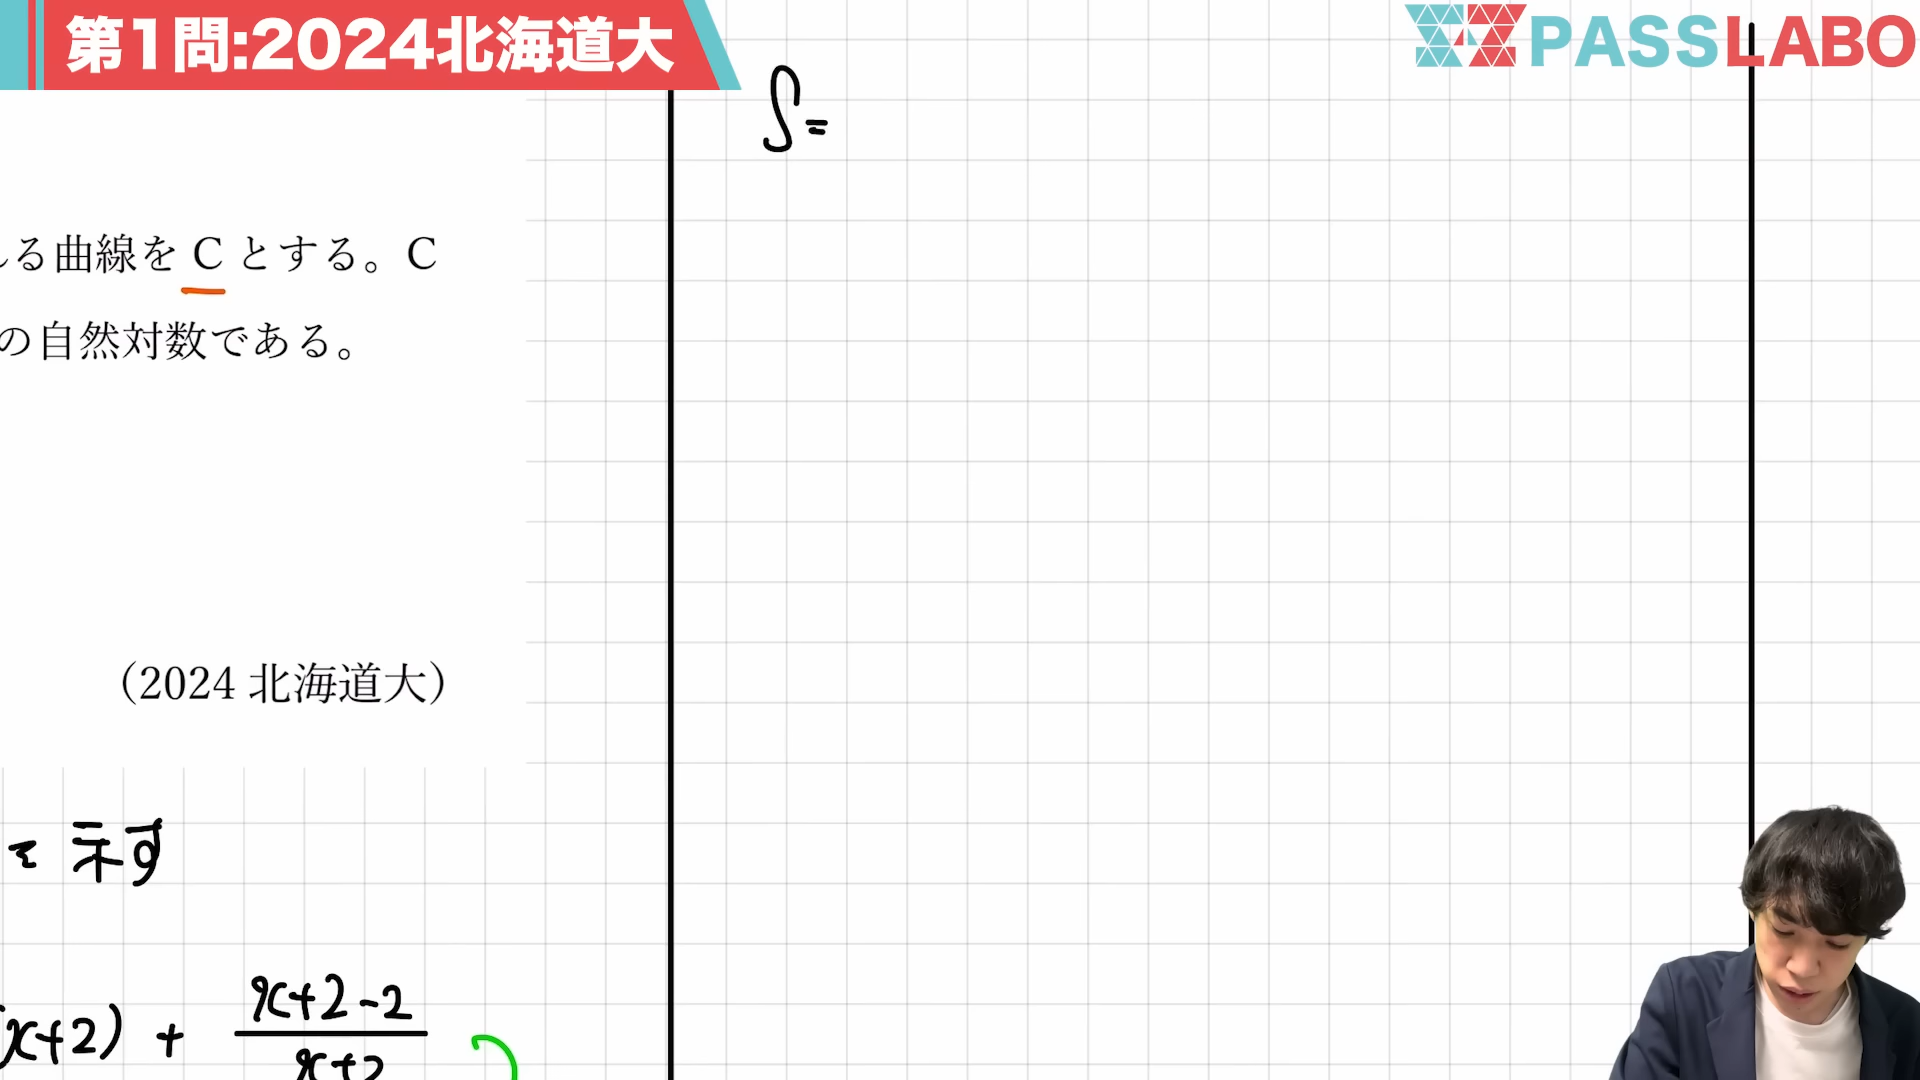 第1問:2024北海道大
PASSLABO
S=
る曲線を C とする。C
の自然対数である。
（2024 北海道大）
て 示す
x+2) + x+2-2
x+2